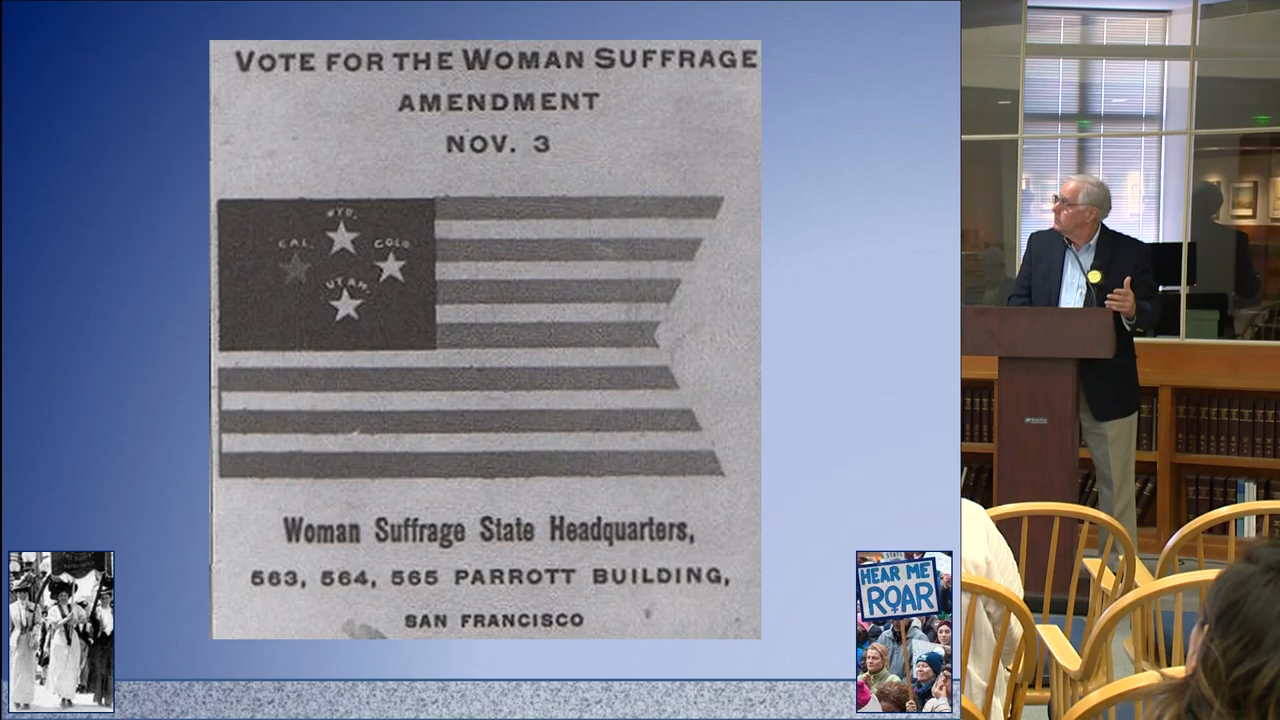 VOTE FOR THE WOMAN SUFFRAGE
AMENDMENT
NOV. 3
WYO.
CAL. COLO
UTAH.
Woman Suffrage State Headquarters,
563, 564, 565 PARROTT BUILDING,
SAN FRANCISCO
STATE
HEAR ME
ROAR